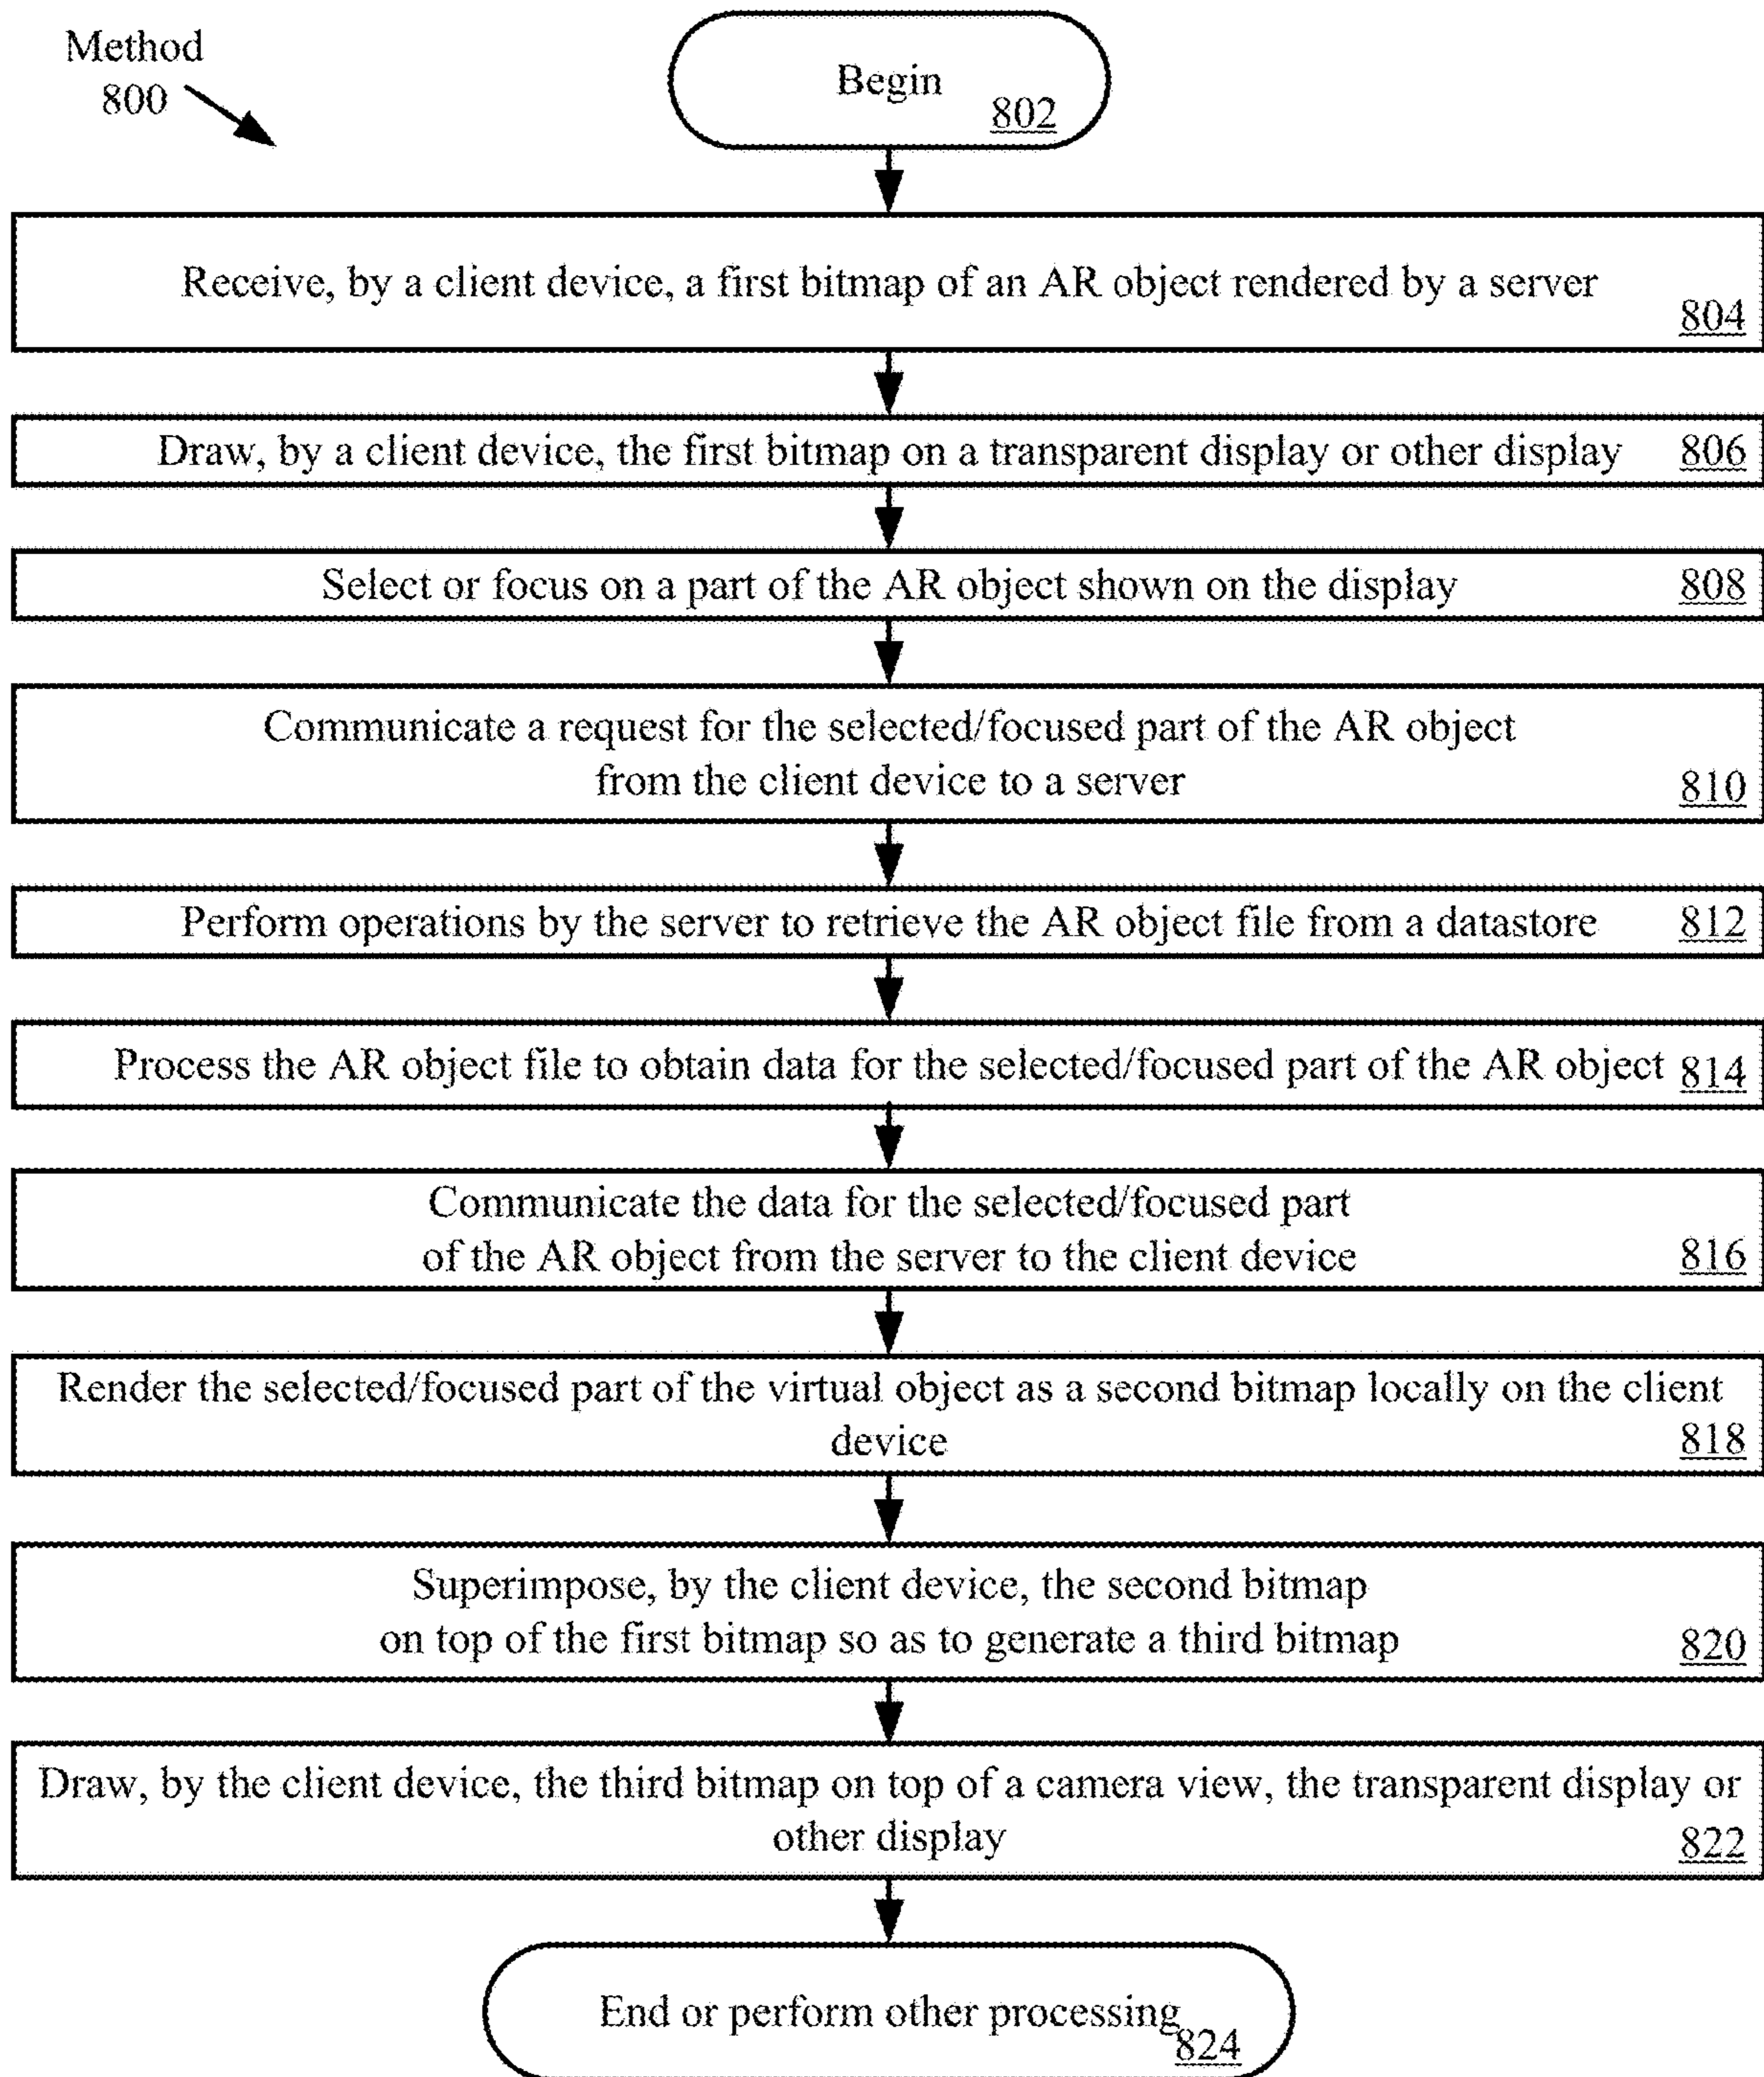 Method
800
Begin
802
Receive, by a client device, a first bitmap of an AR object rendered by a server
804
Draw, by a client device, the first bitmap on a transparent display or other display 806
Select or focus on a part of the AR object shown on the display 808
Communicate a request for the selected/focused part of the AR object
from the client device to a server 810
Perform operations by the server to retrieve the AR object file from a datastore 812
Process the AR object file to obtain data for the selected/focused part of the AR object 814
Communicate the data for the selected/focused part
of the AR object from the server to the client device 816
Render the selected/focused part of the virtual object as a second bitmap locally on the client
device 818
Superimpose, by the client device, the second bitmap
on top of the first bitmap so as to generate a third bitmap 820
Draw, by the client device, the third bitmap on top of a camera view, the transparent display or
other display 822
End or perform other processing
824